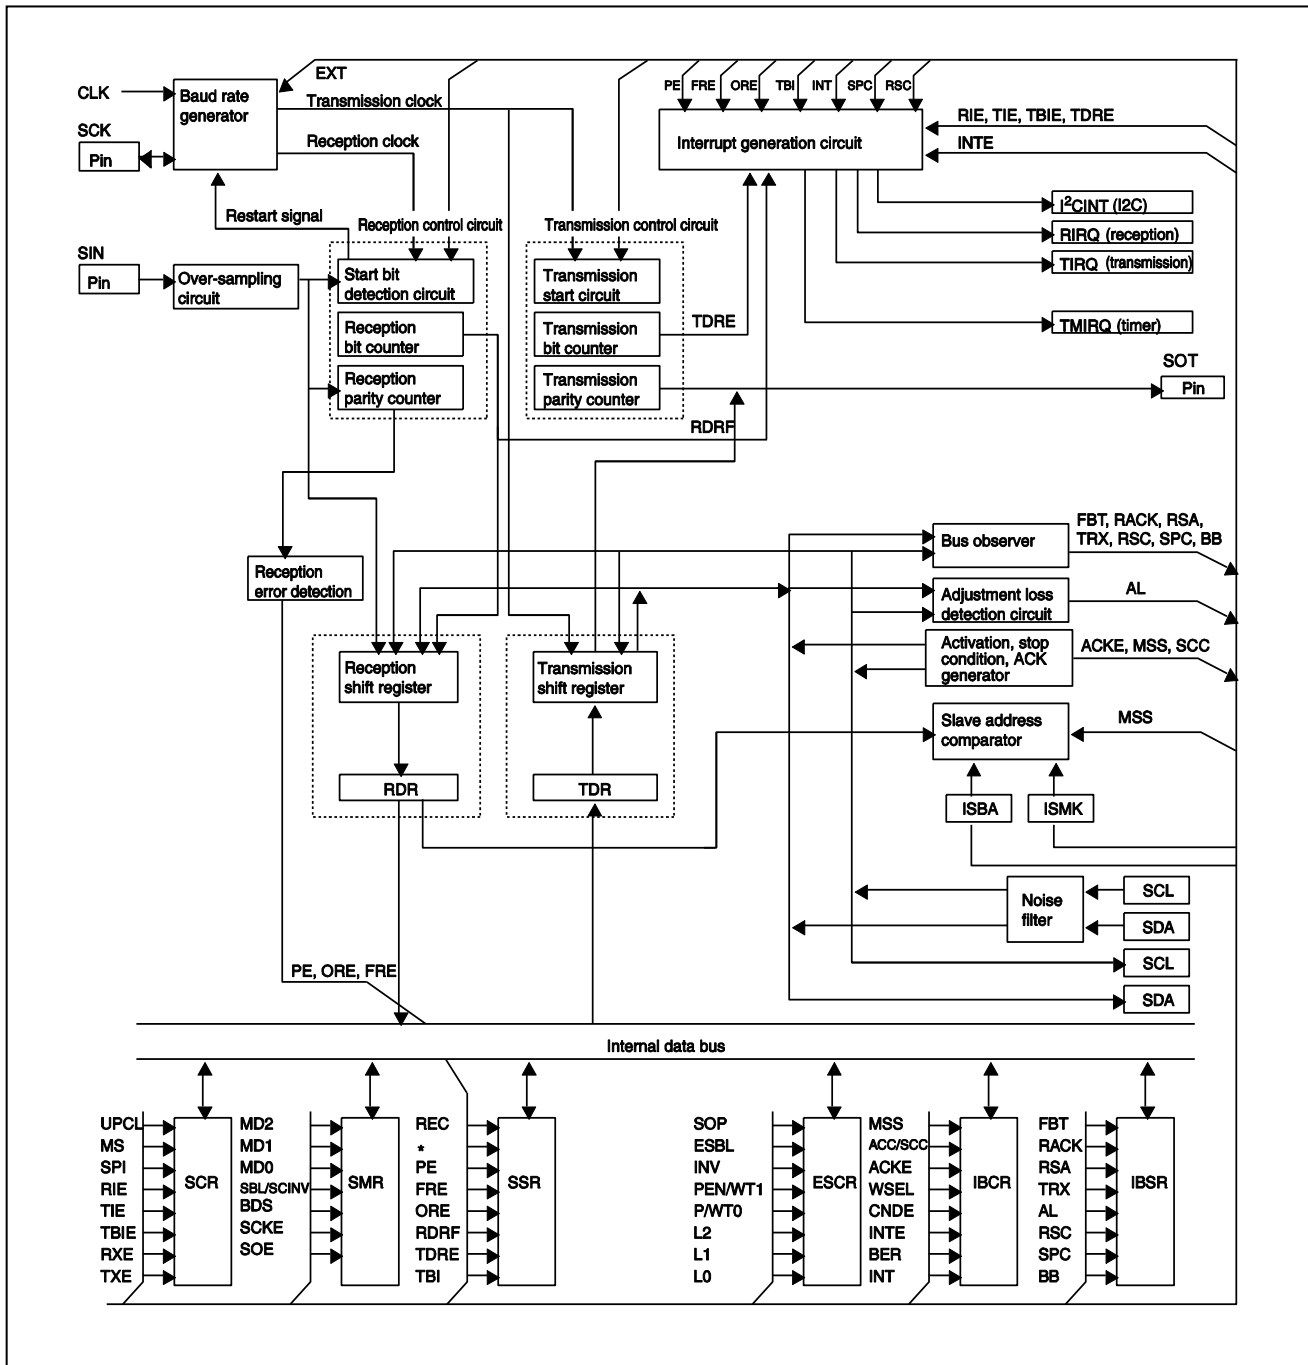 EXT
PE FRE ORE TBI INT SPC RSC
CLK
Baud rate
generator
Transmission clock
SCK
Pin
Reception clock
Interrupt generation circuit
RIE, TIE, TBIE, TDRE
INTE
Restart signal
Reception control circuit
Transmission control circuit
I2CINT (I2C)
RIRQ (reception)
TIRQ (transmission)
TMIRQ (timer)
SIN
Pin
Over-sampling
circuit
Start bit
detection circuit
Transmission
start circuit
Reception
bit counter
Transmission
bit counter
TDRE
Reception
parity counter
Transmission
parity counter
SOT
Pin
RDRF
Reception
error detection
Bus observer
FBT, RACK, RSA,
TRX, RSC, SPC, BB
Adjustment loss
detection circuit
AL
Activation, stop
condition, ACK
generator
ACKE, MSS, SCC
Reception
shift register
Transmission
shift register
Slave address
comparator
MSS
RDR
TDR
ISBA
ISMK
Noise
filter
SCL
SDA
SCL
SDA
PE, ORE, FRE
Internal data bus
UPCL
MS
SPI
RIE
TIE
TBIE
RXE
TXE
SCR
MD2
MD1
MD0
SBL/SCINV
BDS
SCKE
SOE
SMR
REC
*
PE
FRE
ORE
RDRF
TDRE
TBI
SSR
SOP
ESBL
INV
PEN/WT1
P/WT0
L2
L1
L0
ESCR
MSS
ACC/SCC
ACKE
WSEL
CNDE
INTE
BER
INT
IBCR
FBT
RACK
RSA
TRX
AL
RSC
SPC
BB
IBSR